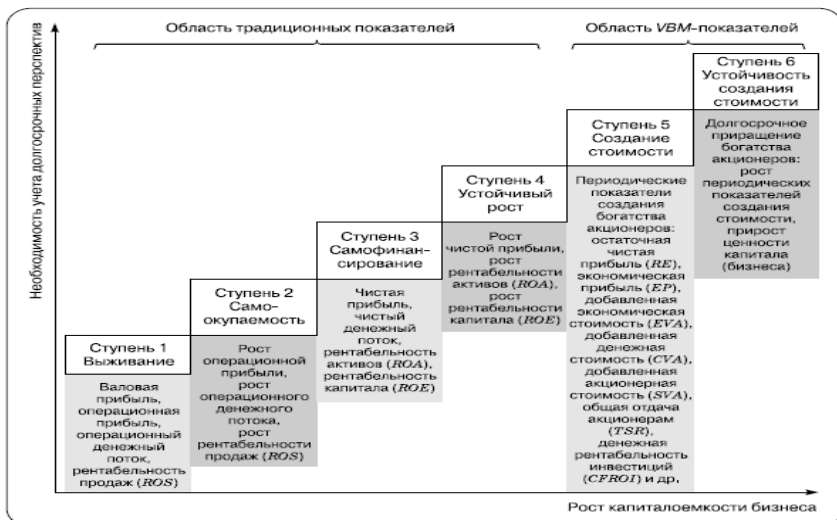 Область традиционных показателей
Область VBM-показателей
Необходимость учета долгосрочных перспектив
Ступень 6
Устойчивость
создания
стоимости
Долгосрочное
приращение
богатства
акционеров:
рост
периодических
показателей
создания
стоимости,
прирост
ценности
капитала
(бизнеса)
Ступень 5
Создание
стоимости
Периодические
показатели
создания
богатства
акционеров:
остаточная
чистая
прибыль (RE),
экономическая
прибыль (EP),
добавленная
экономическая
стоимость (EVA),
добавленная
денежная
стоимость (CVA),
добавленная
акционерная
стоимость (SVA),
общая отдача
акционерам
(TSR),
денежная
рентабельность
инвестиций
(CFROI) и др.
Ступень 4
Устойчивый
рост
Рост
чистой прибыли,
рост
рентабельности
активов (ROA),
рост
рентабельности
капитала (ROE)
Ступень 3
Самофинан-
сирование
Чистая
прибыль,
чистый
денежный
поток,
рентабельность
активов (ROA),
рентабельность
капитала (ROE)
Ступень 2
Само-
окупаемость
Рост
операционной
прибыли,
рост
операционного
денежного
потока,
рост
рентабельности
продаж (ROS)
Ступень 1
Выживание
Валовая
прибыль,
операционная
прибыль,
операционный
денежный
поток,
рентабельность
продаж (ROS)
Рост капиталоемкости бизнеса